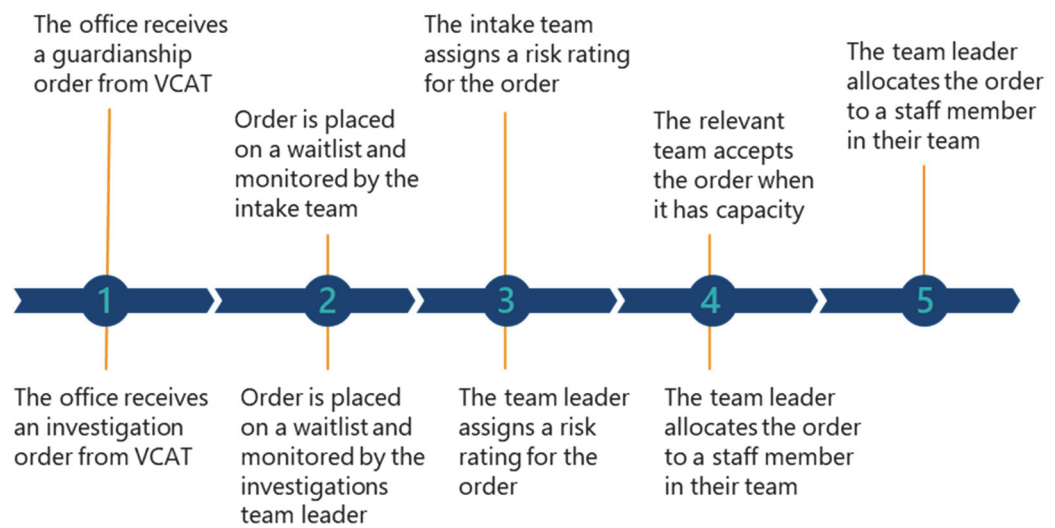 The office receives
a guardianship
order from VCAT
Order is placed
on a waitlist and
monitored by the
intake team
The intake team
assigns a risk rating
for the order
The relevant
team accepts
the order when
it has capacity
The team leader
allocates the order
to a staff member
in their team
1
2
3
4
5
The office receives
an investigation
order from VCAT
Order is placed
on a waitlist and
monitored by the
investigations
team leader
The team leader
assigns a risk
rating for the
order
The team leader
allocates the order
to a staff member
in their team